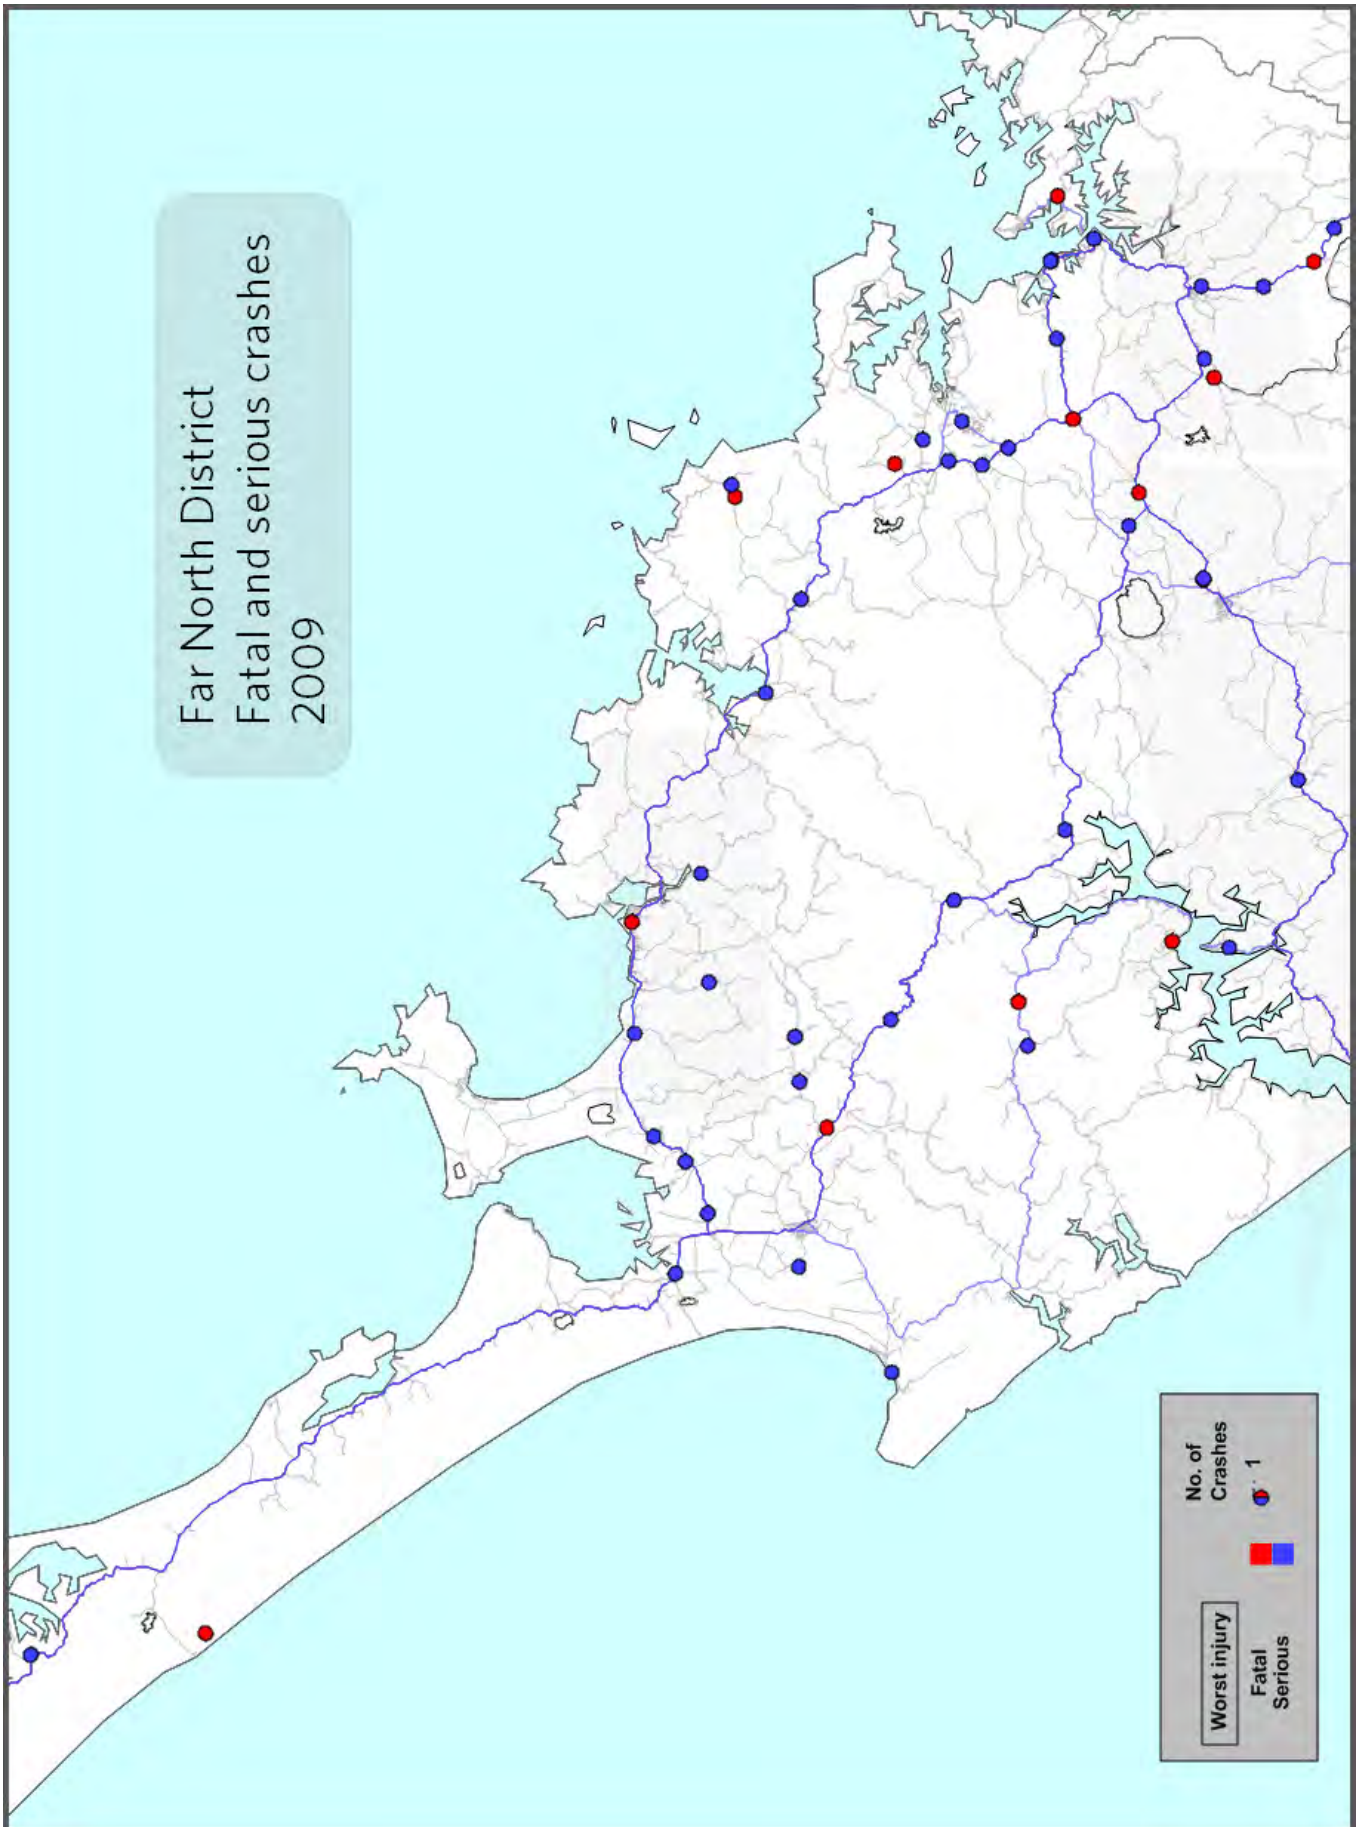 Far North District
Fatal and serious crashes
2009
No. of
Crashes
1
Worst injury
Fatal
Serious